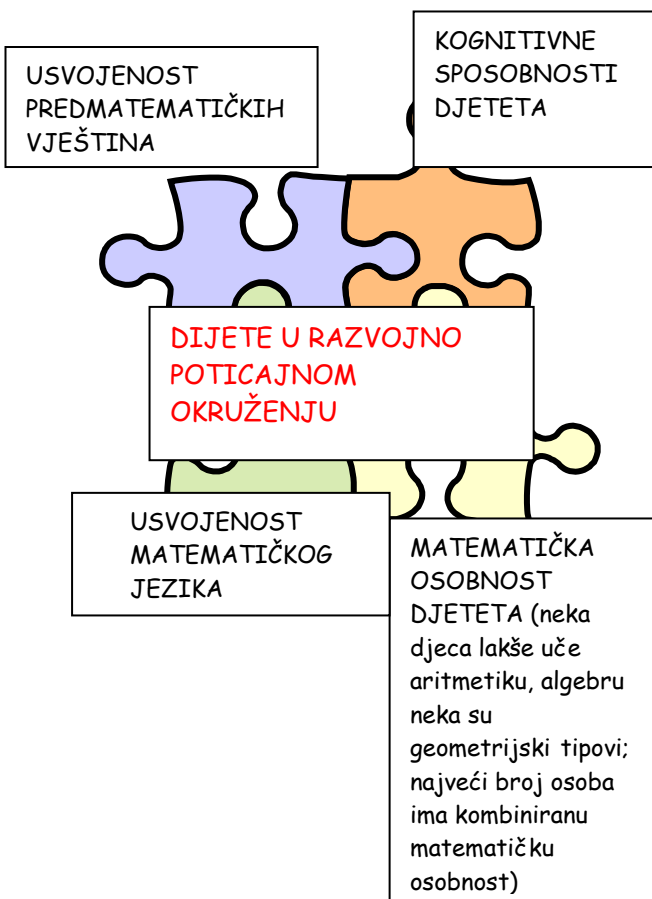 USVOJENOST
PREDMATEMATIČKIH
VJEŠTINA
KOGNITIVNE
SPOSOBNOSTI
DJETETA
DIJETE U RAZVOJNO
POTICAJNOM
OKRUŽENJU
USVOJENOST
MATEMATIČKOG
JEZIKA
MATEMATIČKA
OSOBNOST
DJETETA (neka
djeca lakše uče
aritmetiku, algebru
neka su
geometrijski tipovi;
najveći broj osoba
ima kombiniranu
matematičku
osobnost)